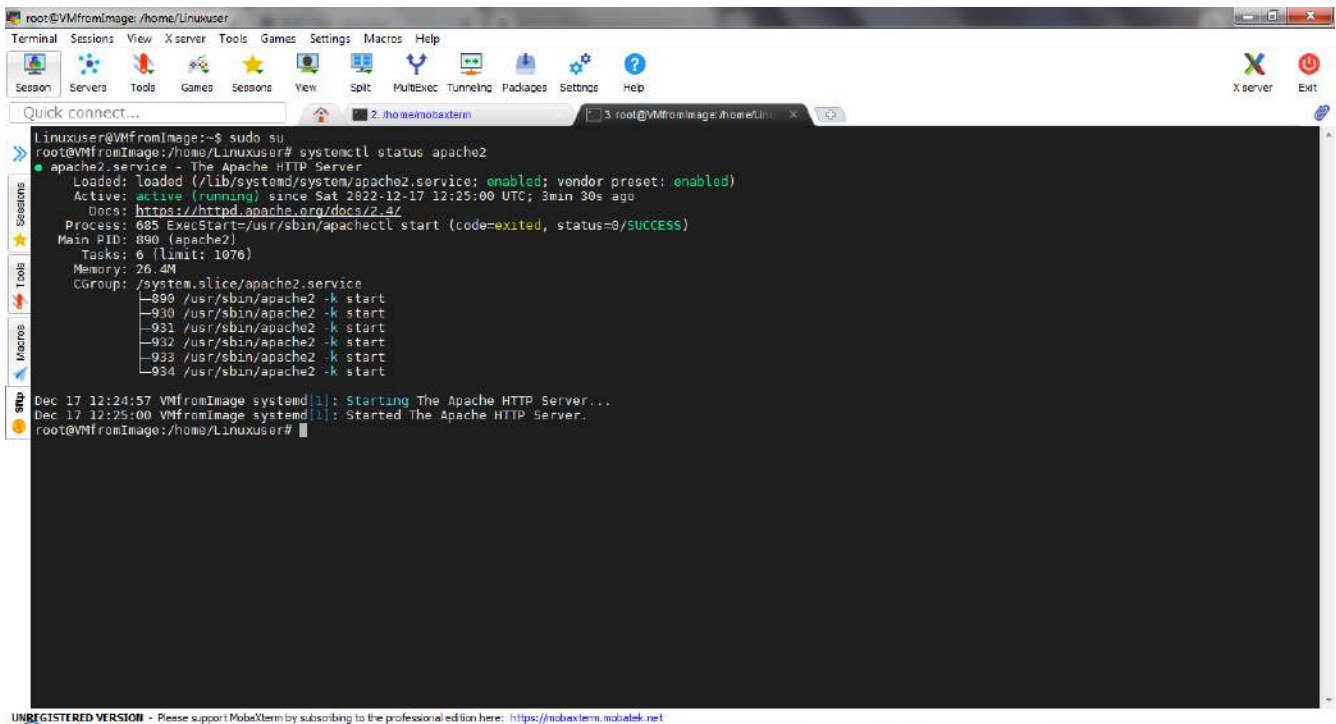 root@VMfromImage: /home/Linuxuser
Terminal Sessions View X server Tools Games Settings Macros Help
Session Servers Tools Games Sessions View Split MultiExec Tunneling Packages Settings Help X server Exit
Quick connect... 2. /home/mobaxterm 3. root@VMfromImage: /home/Linu
Linuxuser@VMfromImage:~$ sudo su
root@VMfromImage:/home/Linuxuser# systemctl status apache2
● apache2.service - The Apache HTTP Server
Loaded: loaded (/lib/systemd/system/apache2.service; enabled; vendor preset: enabled)
Active: active (running) since Sat 2022-12-17 12:25:00 UTC; 3min 30s ago
Docs: https://httpd.apache.org/docs/2.4/
Process: 685 ExecStart=/usr/sbin/apachectl start (code=exited, status=0/SUCCESS)
Main PID: 890 (apache2)
Tasks: 6 (limit: 1076)
Memory: 26.4M
CGroup: /system.slice/apache2.service
├─890 /usr/sbin/apache2 -k start
├─930 /usr/sbin/apache2 -k start
├─931 /usr/sbin/apache2 -k start
├─932 /usr/sbin/apache2 -k start
├─933 /usr/sbin/apache2 -k start
└─934 /usr/sbin/apache2 -k start
Dec 17 12:24:57 VMfromImage systemd[1]: Starting The Apache HTTP Server...
Dec 17 12:25:00 VMfromImage systemd[1]: Started The Apache HTTP Server.
root@VMfromImage:/home/Linuxuser#
Sessions
Tools
Macros
Sftp
UNREGISTERED VERSION - Please support MobaXterm by subscribing to the professional edition here: https://mobaxterm.mobatek.net